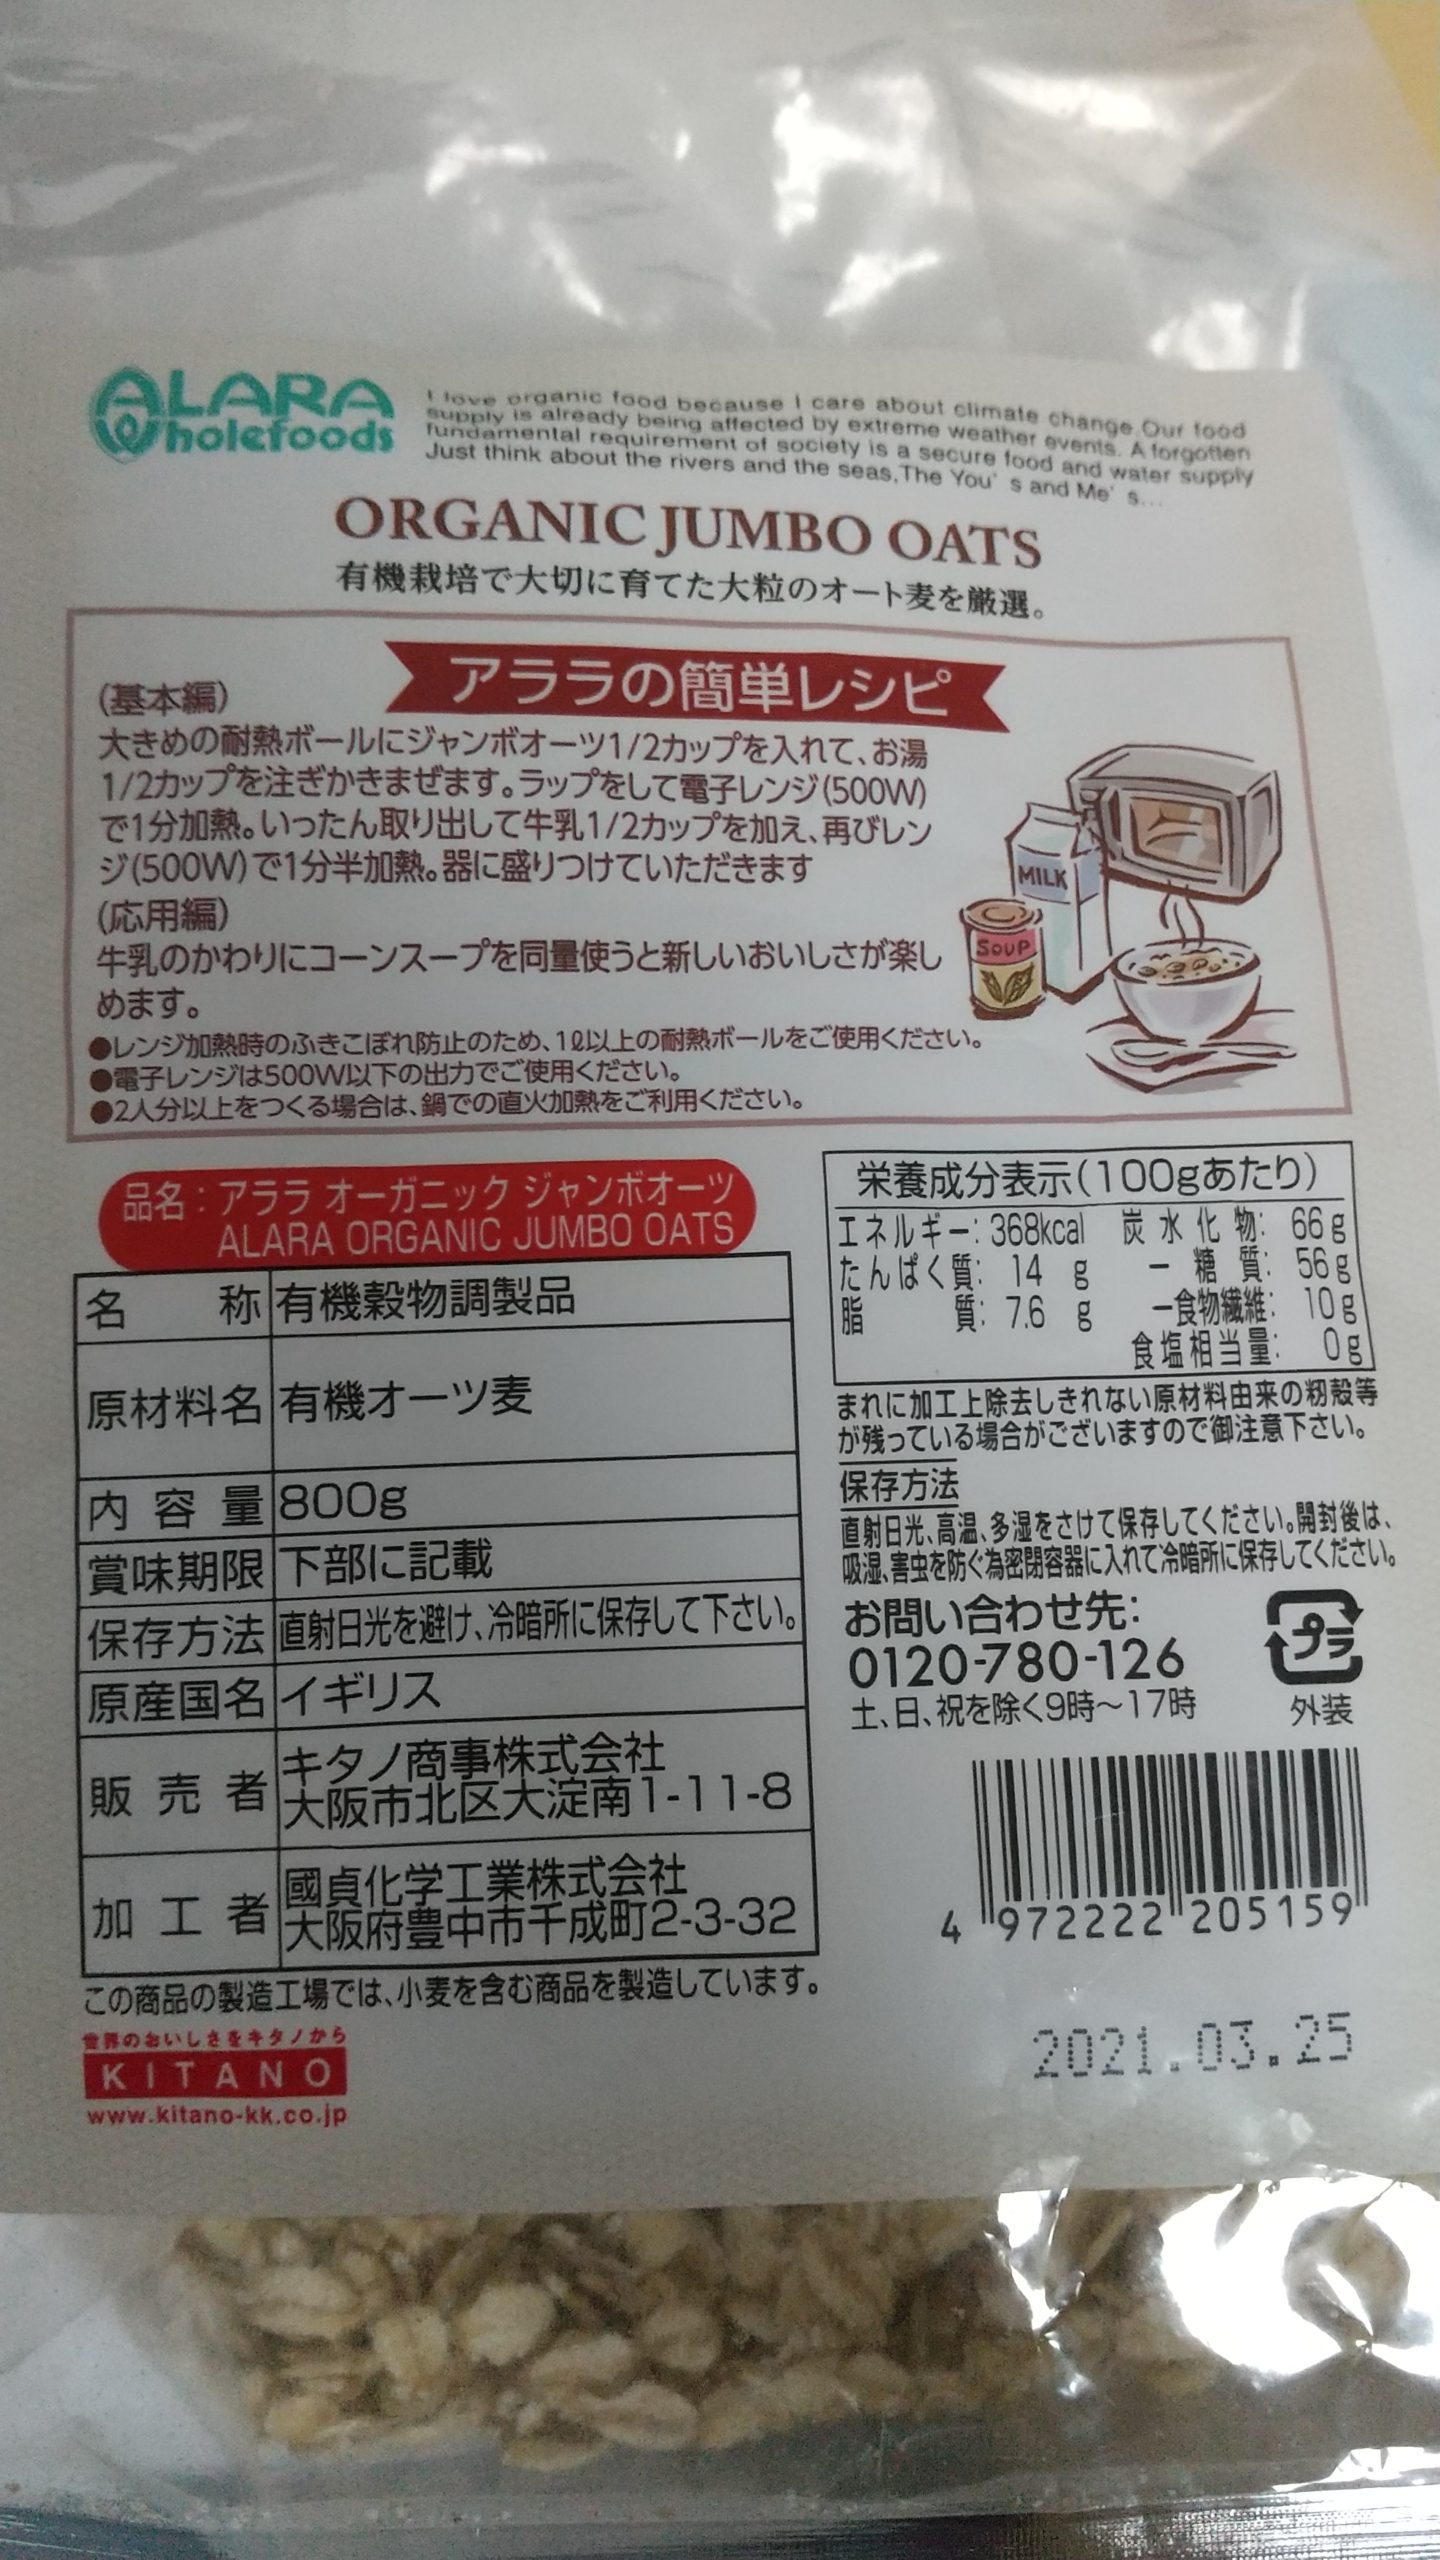 ALARA
Wholefoods
I love organic food because I care about climate change.Our food
supply is already being affected by extreme weather events. A forgotten
fundamental requirement of society is a secure food and water supply
Just think about the rivers and the seas,The You's and Me's...
ORGANIC JUMBO OATS
有機栽培で大切に育てた大粒のオート麦を厳選。
アララの簡単レシピ
(基本編)
大きめの耐熱ボールにジャンボオーツ1/2カップを入れて、お湯
1/2カップを注ぎかきまぜます。ラップをして電子レンジ(500W)
で1分加熱。いったん取り出して牛乳1/2カップを加え、再びレン
ジ(500W)で1分半加熱。器に盛りつけていただきます
(応用編)
牛乳のかわりにコーンスープを同量使うと新しいおいしさが楽し
めます。
MILK
SOUP
●レンジ加熱時のふきこぼれ防止のため、1ℓ以上の耐熱ボールをご使用ください。
●電子レンジは500W以下の出力でご使用ください。
●2人分以上をつくる場合は、鍋での直火加熱をご利用ください。
品名:アララ オーガニック ジャンボオーツ
ALARA ORGANIC JUMBO OATS
名 称 有機穀物調製品
原材料名 有機オーツ麦
内容量 800g
賞味期限 下部に記載
保存方法 直射日光を避け、冷暗所に保存して下さい。
原産国名 イギリス
販売者 キタノ商事株式会社
大阪市北区大淀南1-11-8
加工者 國貞化学工業株式会社
大阪府豊中市千成町2-3-32
この商品の製造工場では、小麦を含む商品を製造しています。
世界のおいしさをキタノから
KITANO
www.kitano-kk.co.jp
栄養成分表示(100gあたり)
エネルギー: 368kcal 炭水化物: 66g
たんぱく質: 14 g ー糖質: 56g
脂質: 7.6 g ー食物繊維: 10g
食塩相当量: 0g
まれに加工上除去しきれない原材料由来の籾殻等
が残っている場合がございますので御注意下さい。
保存方法
直射日光、高温、多湿をさけて保存してください。開封後は、
吸湿、害虫を防ぐ為密閉容器に入れて冷暗所に保存してください。
お問い合わせ先:
0120-780-126
土、日、祝を除く9時〜17時
プラ
外装
4 972222 205159
2021.03.25